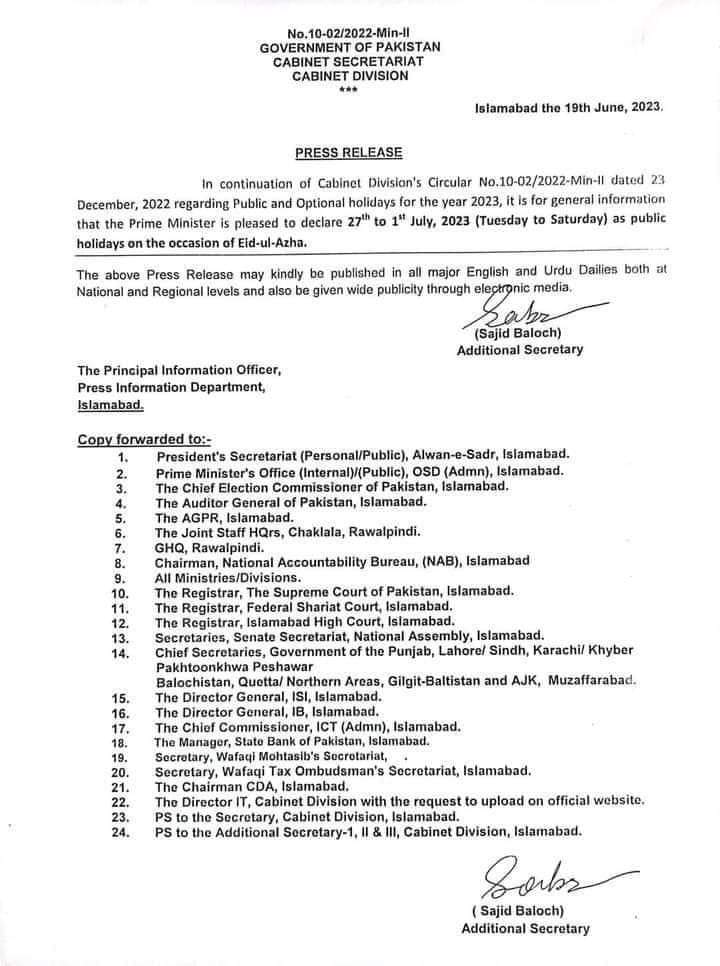 No.10-02/2022-Min-II
GOVERNMENT OF PAKISTAN
CABINET SECRETARIAT
CABINET DIVISION
***
Islamabad the 19th June, 2023.
PRESS RELEASE
In continuation of Cabinet Division's Circular No.10-02/2022-Min-II dated 23
December, 2022 regarding Public and Optional holidays for the year 2023, it is for general information
that the Prime Minister is pleased to declare 27th to 1st July, 2023 (Tuesday to Saturday) as public
holidays on the occasion of Eid-ul-Azha.
The above Press Release may kindly be published in all major English and Urdu Dailies both at
National and Regional levels and also be given wide publicity through electronic media.
(Sajid Baloch)
Additional Secretary
The Principal Information Officer,
Press Information Department,
Islamabad.
Copy forwarded to:-
1. President's Secretariat (Personal/Public), Alwan-e-Sadr, Islamabad.
2. Prime Minister's Office (Internal)/(Public), OSD (Admn), Islamabad.
3. The Chief Election Commissioner of Pakistan, Islamabad.
4. The Auditor General of Pakistan, Islamabad.
5. The AGPR, Islamabad.
6. The Joint Staff HQrs, Chaklala, Rawalpindi.
7. GHQ, Rawalpindi.
8. Chairman, National Accountability Bureau, (NAB), Islamabad
9. All Ministries/Divisions.
10. The Registrar, The Supreme Court of Pakistan, Islamabad.
11. The Registrar, Federal Shariat Court, Islamabad.
12. The Registrar, Islamabad High Court, Islamabad.
13. Secretaries, Senate Secretariat, National Assembly, Islamabad.
14. Chief Secretaries, Government of the Punjab, Lahore/ Sindh, Karachi/ Khyber
Pakhtoonkhwa Peshawar
Balochistan, Quetta/ Northern Areas, Gilgit-Baltistan and AJK, Muzaffarabad.
15. The Director General, ISI, Islamabad.
16. The Director General, IB, Islamabad.
17. The Chief Commissioner, ICT (Admn), Islamabad.
18. The Manager, State Bank of Pakistan, Islamabad.
19. Secretary, Wafaqi Mohtasib's Secretariat, .
20. Secretary, Wafaqi Tax Ombudsman's Secretariat, Islamabad.
21. The Chairman CDA, Islamabad.
22. The Director IT, Cabinet Division with the request to upload on official website.
23. PS to the Secretary, Cabinet Division, Islamabad.
24. PS to the Additional Secretary-1, II & III, Cabinet Division, Islamabad.
( Sajid Baloch)
Additional Secretary